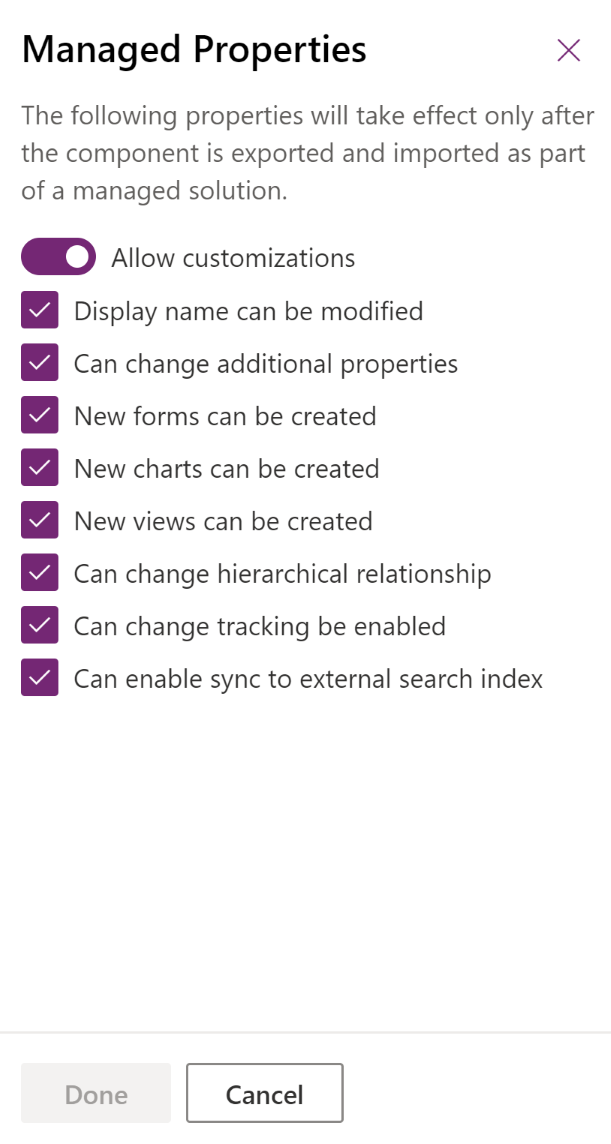 Managed Properties
The following properties will take effect only after
the component is exported and imported as part
of a managed solution.
Allow customizations
Display name can be modified
Can change additional properties
New forms can be created
New charts can be created
New views can be created
Can change hierarchical relationship
Can change tracking be enabled
Can enable sync to external search index
Done
Cancel